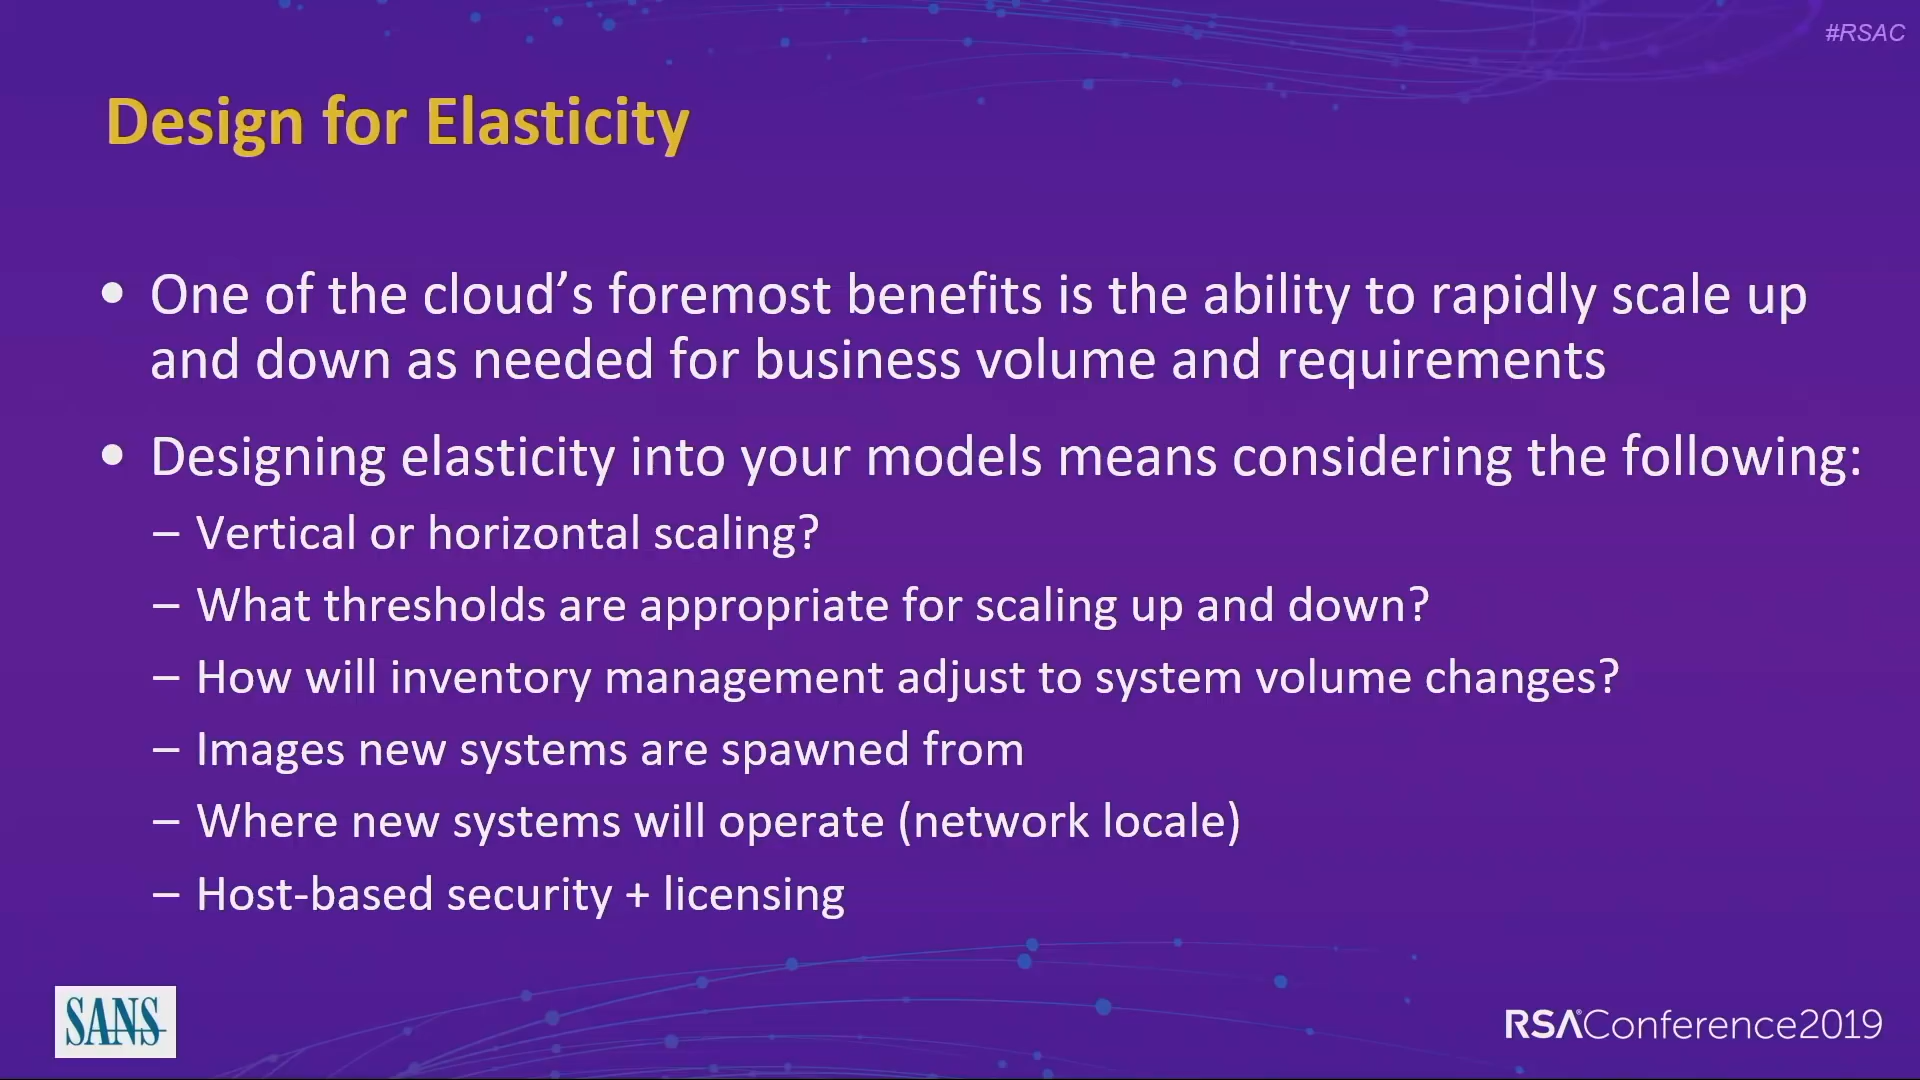 #RSAC
Design for Elasticity
• One of the cloud’s foremost benefits is the ability to rapidly scale up
and down as needed for business volume and requirements
• Designing elasticity into your models means considering the following:
– Vertical or horizontal scaling?
– What thresholds are appropriate for scaling up and down?
– How will inventory management adjust to system volume changes?
– Images new systems are spawned from
– Where new systems will operate (network locale)
– Host-based security + licensing
SANS
RSAConference2019